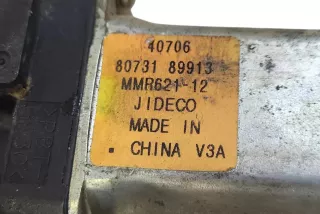 40706
80731 89913
MMR621-12
JIDECO
MADE IN
. CHINA V3A